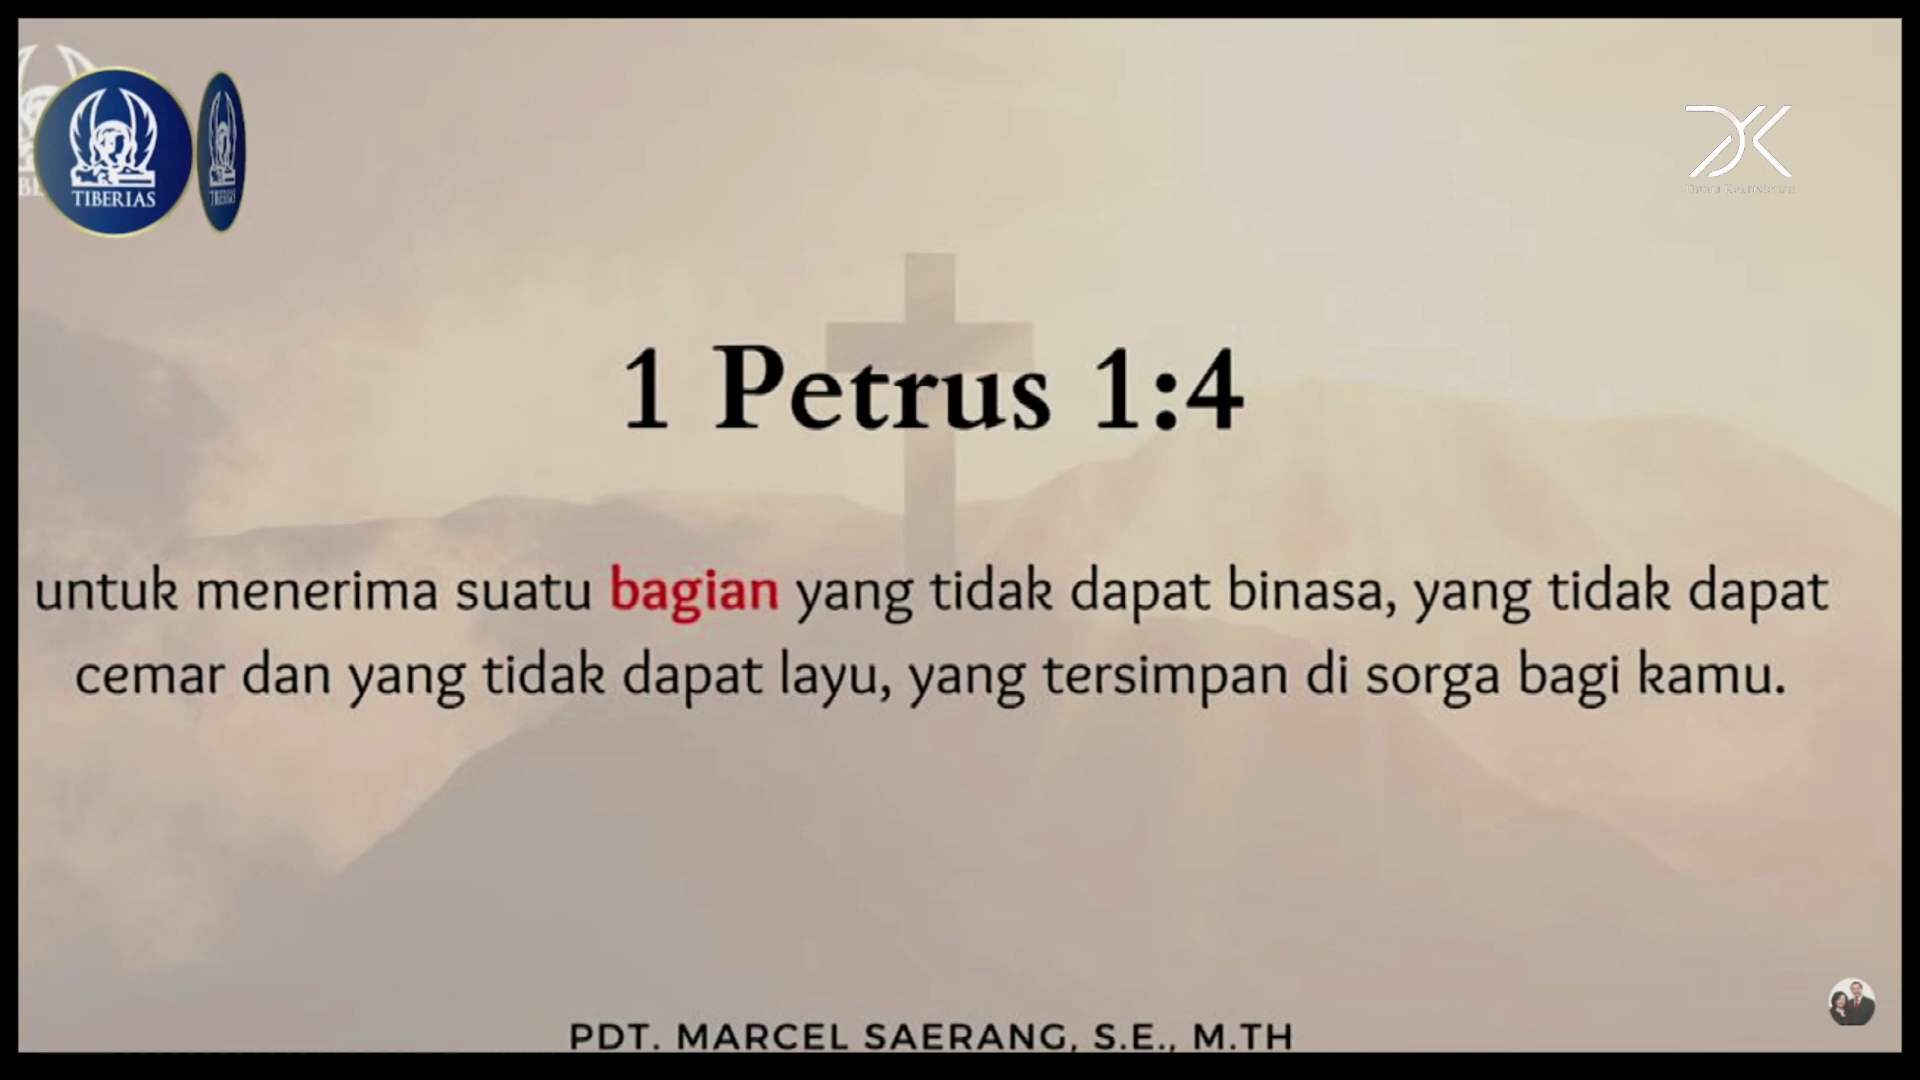 TIBERIAS
1 Petrus 1:4
untuk menerima suatu bagian yang tidak dapat binasa, yang tidak dapat
cemar dan yang tidak dapat layu, yang tersimpan di sorga bagi kamu.
PDT. MARCEL SAERANG, S.E., M.TH